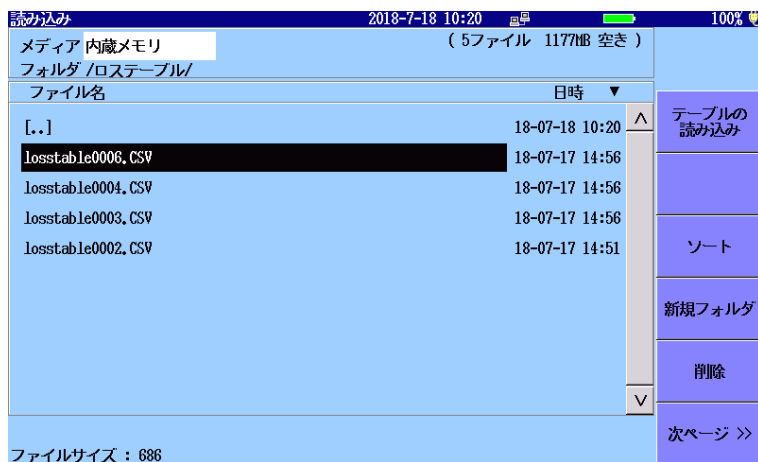 読み込み 2018-7-18 10:20 100%
メディア 内蔵メモリ ( 5ファイル 1177MB 空き )
フォルダ /ロステーブル/
ファイル名 日時 ▼
[..] 18-07-18 10:20
losstable0006.CSV 18-07-17 14:56
losstable0004.CSV 18-07-17 14:56
losstable0003.CSV 18-07-17 14:56
losstable0002.CSV 18-07-17 14:51
ファイルサイズ : 686
テーブルの
読み込み
ソート
新規フォルダ
削除
次ページ >>